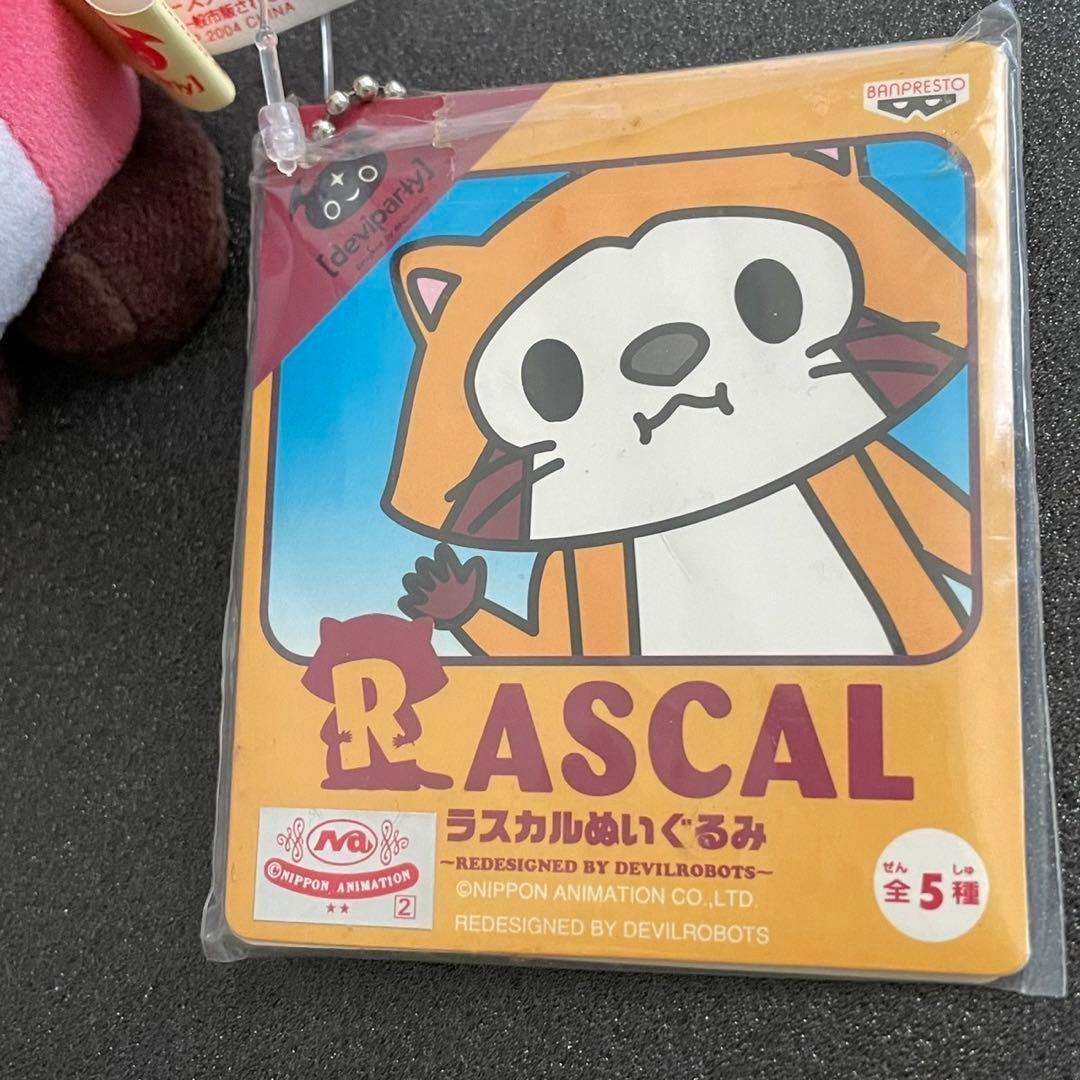 2004 CHINA
BANPRESTO
[deviparty]
RASCAL
ラスカルぬいぐるみ
~REDESIGNED BY DEVILROBOTS~
©NIPPON ANIMATION CO.,LTD.
REDESIGNED BY DEVILROBOTS
Na
©NIPPON ANIMATION
★★
2
ぜん しゅ
全5種